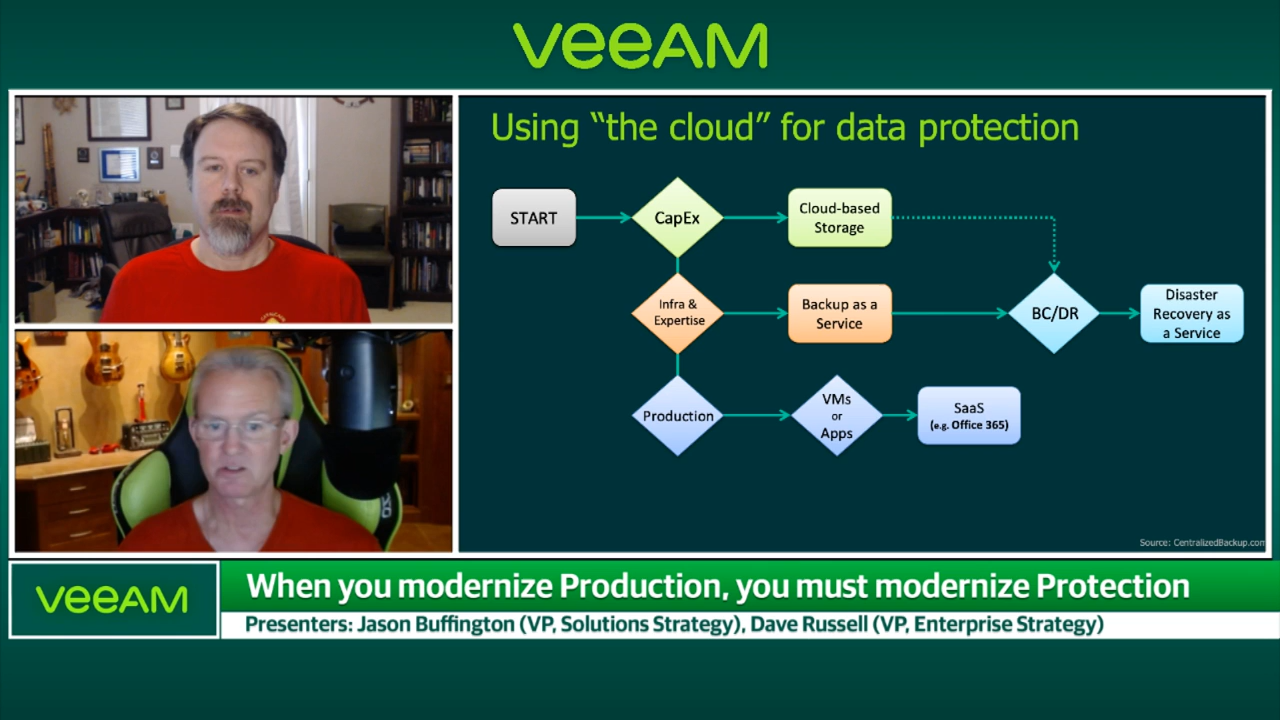 veeAM
Using “the cloud” for data protection
START
CapEx
Cloud-based
Storage
Infra &
Expertise
Backup as a
Service
BC/DR
Disaster
Recovery as
a Service
Production
VMs
or
Apps
SaaS
(e.g. Office 365)
Source: CentralizedBackup.com
veeAM
When you modernize Production, you must modernize Protection
Presenters: Jason Buffington (VP, Solutions Strategy), Dave Russell (VP, Enterprise Strategy)